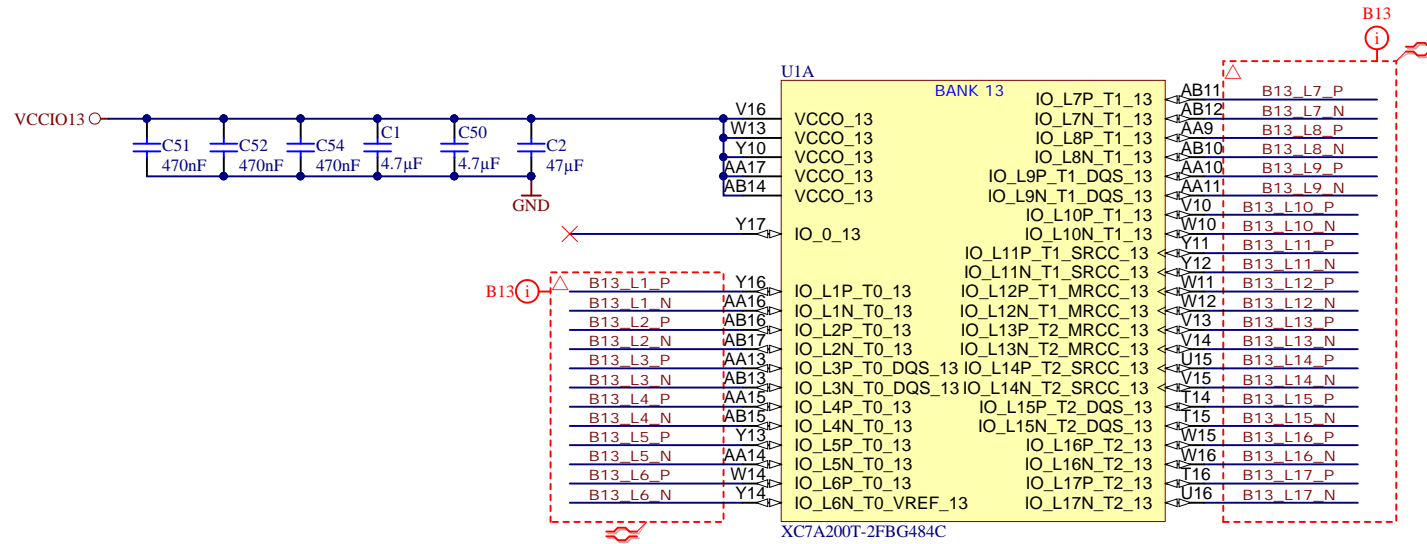 B13
i
U1A
BANK 13
VCCIO13
C51
470nF
C52
470nF
C54
470nF
C1
4.7µF
C50
4.7µF
C2
47µF
GND
V16 VCCO_13
W13 VCCO_13
Y10 VCCO_13
AA17 VCCO_13
AB14 VCCO_13
Y17 IO_0_13
B13 i
B13_L1_P Y16 IO_L1P_T0_13
B13_L1_N AA16 IO_L1N_T0_13
B13_L2_P AB16 IO_L2P_T0_13
B13_L2_N AB17 IO_L2N_T0_13
B13_L3_P AA13 IO_L3P_T0_DQS_13
B13_L3_N AB13 IO_L3N_T0_DQS_13
B13_L4_P AA15 IO_L4P_T0_13
B13_L4_N AB15 IO_L4N_T0_13
B13_L5_P Y13 IO_L5P_T0_13
B13_L5_N AA14 IO_L5N_T0_13
B13_L6_P W14 IO_L6P_T0_13
B13_L6_N Y14 IO_L6N_T0_VREF_13
IO_L7P_T1_13 AB11 B13_L7_P
IO_L7N_T1_13 AB12 B13_L7_N
IO_L8P_T1_13 AA9 B13_L8_P
IO_L8N_T1_13 AB10 B13_L8_N
IO_L9P_T1_DQS_13 AA10 B13_L9_P
IO_L9N_T1_DQS_13 AA11 B13_L9_N
IO_L10P_T1_13 V10 B13_L10_P
IO_L10N_T1_13 W10 B13_L10_N
IO_L11P_T1_SRCC_13 Y11 B13_L11_P
IO_L11N_T1_SRCC_13 Y12 B13_L11_N
IO_L12P_T1_MRCC_13 W11 B13_L12_P
IO_L12N_T1_MRCC_13 W12 B13_L12_N
IO_L13P_T2_MRCC_13 V13 B13_L13_P
IO_L13N_T2_MRCC_13 V14 B13_L13_N
IO_L14P_T2_SRCC_13 U15 B13_L14_P
IO_L14N_T2_SRCC_13 V15 B13_L14_N
IO_L15P_T2_DQS_13 T14 B13_L15_P
IO_L15N_T2_DQS_13 T15 B13_L15_N
IO_L16P_T2_13 W15 B13_L16_P
IO_L16N_T2_13 W16 B13_L16_N
IO_L17P_T2_13 T16 B13_L17_P
IO_L17N_T2_13 U16 B13_L17_N
XC7A200T-2FBG484C